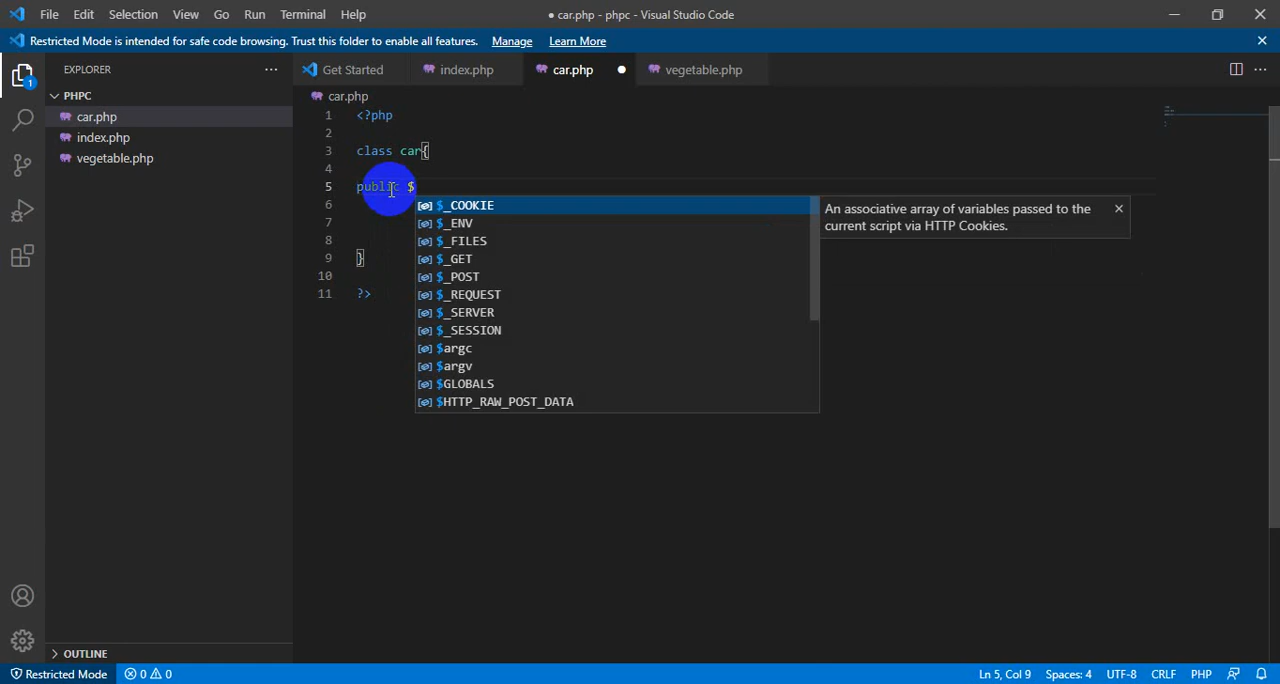 File Edit Selection View Go Run Terminal Help ● car.php - phpc - Visual Studio Code
Restricted Mode is intended for safe code browsing. Trust this folder to enable all features. Manage Learn More
EXPLORER
Get Started index.php car.php vegetable.php
PHPC
car.php
index.php
vegetable.php
OUTLINE
1
car.php
1 <?php
2
3 class car{
4
5 public $
6
7
8
9 }
10
11 ?>
$_COOKIE
$_ENV
$_FILES
$_GET
$_POST
$_REQUEST
$_SERVER
$_SESSION
$argc
$argv
$GLOBALS
$HTTP_RAW_POST_DATA
An associative array of variables passed to the
current script via HTTP Cookies.
Restricted Mode 0 0 Ln 5, Col 9 Spaces: 4 UTF-8 CRLF PHP